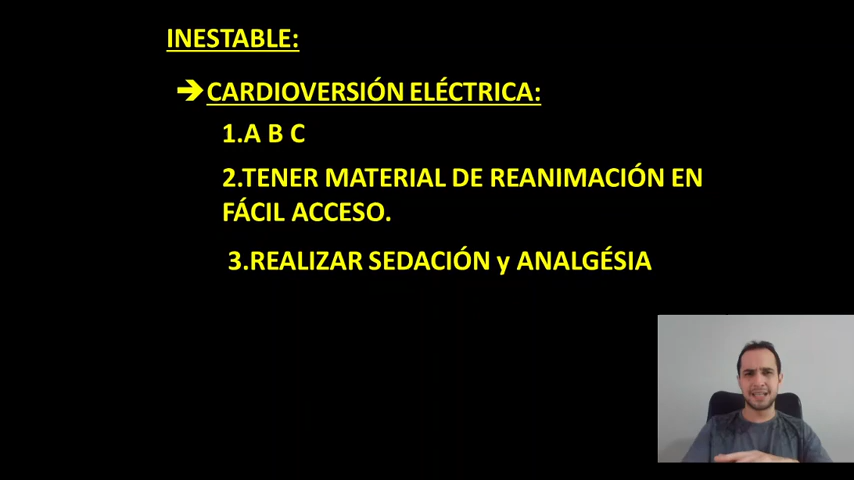 INESTABLE:
➔CARDIOVERSIÓN ELÉCTRICA:
1.A B C
2.TENER MATERIAL DE REANIMACIÓN EN
FÁCIL ACCESO.
3.REALIZAR SEDACIÓN y ANALGÉSIA